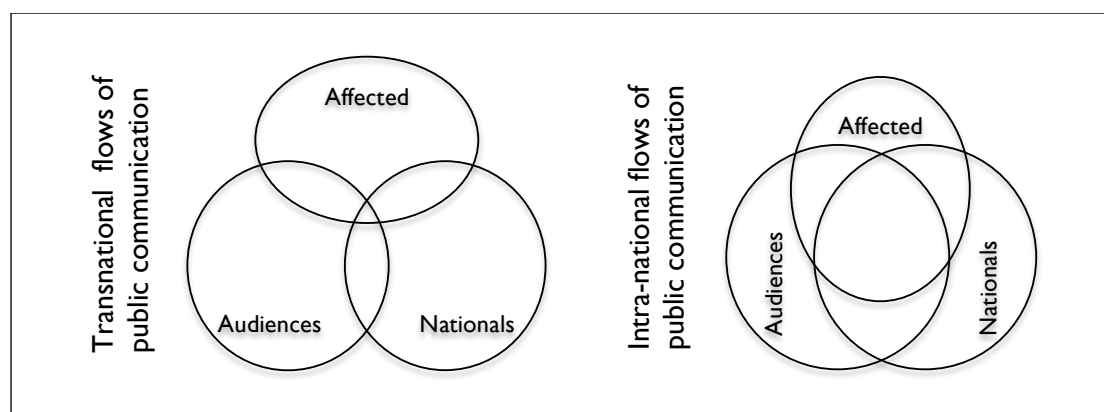 Transnational flows of
public communication
Affected
Audiences
Nationals
Intra-national flows of
public communication
Affected
Audiences
Nationals